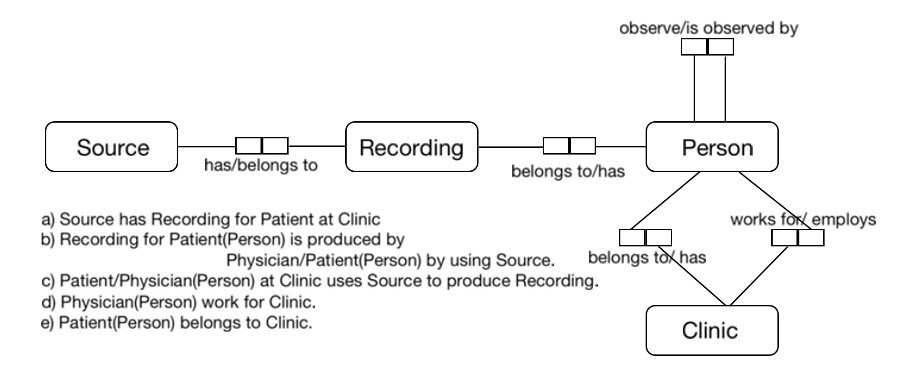 observe/is observed by
Source
Recording
Person
has/belongs to
belongs to/has
a) Source has Recording for Patient at Clinic
b) Recording for Patient(Person) is produced by
Physician/Patient(Person) by using Source.
c) Patient/Physician(Person) at Clinic uses Source to produce Recording.
d) Physician(Person) work for Clinic.
e) Patient(Person) belongs to Clinic.
works for/ employs
belongs to/ has
Clinic